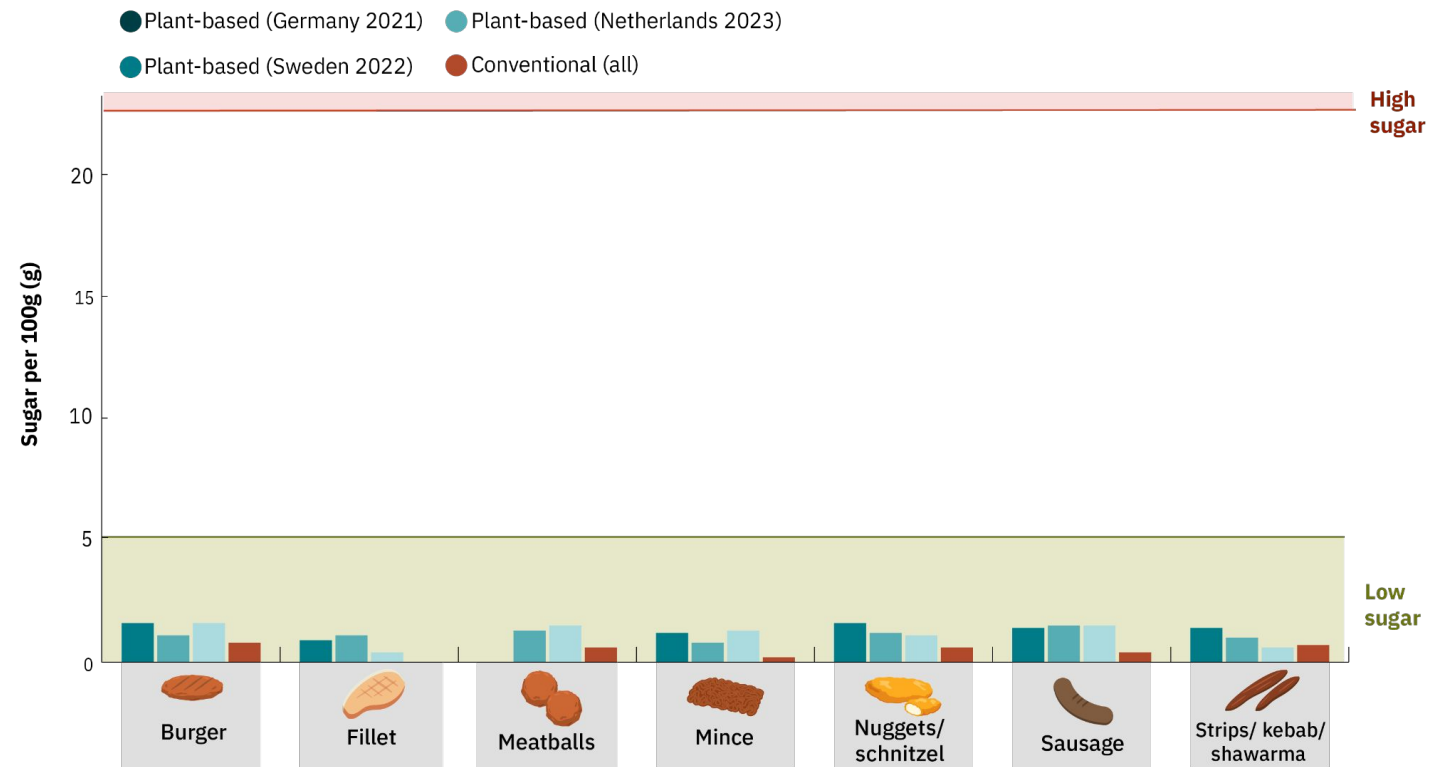 Plant-based (Germany 2021)
Plant-based (Netherlands 2023)
Plant-based (Sweden 2022)
Conventional (all)
High
sugar
20
15
10
5
0
Sugar per 100g (g)
Low
sugar
Burger
Fillet
Meatballs
Mince
Nuggets/
schnitzel
Sausage
Strips/ kebab/
shawarma